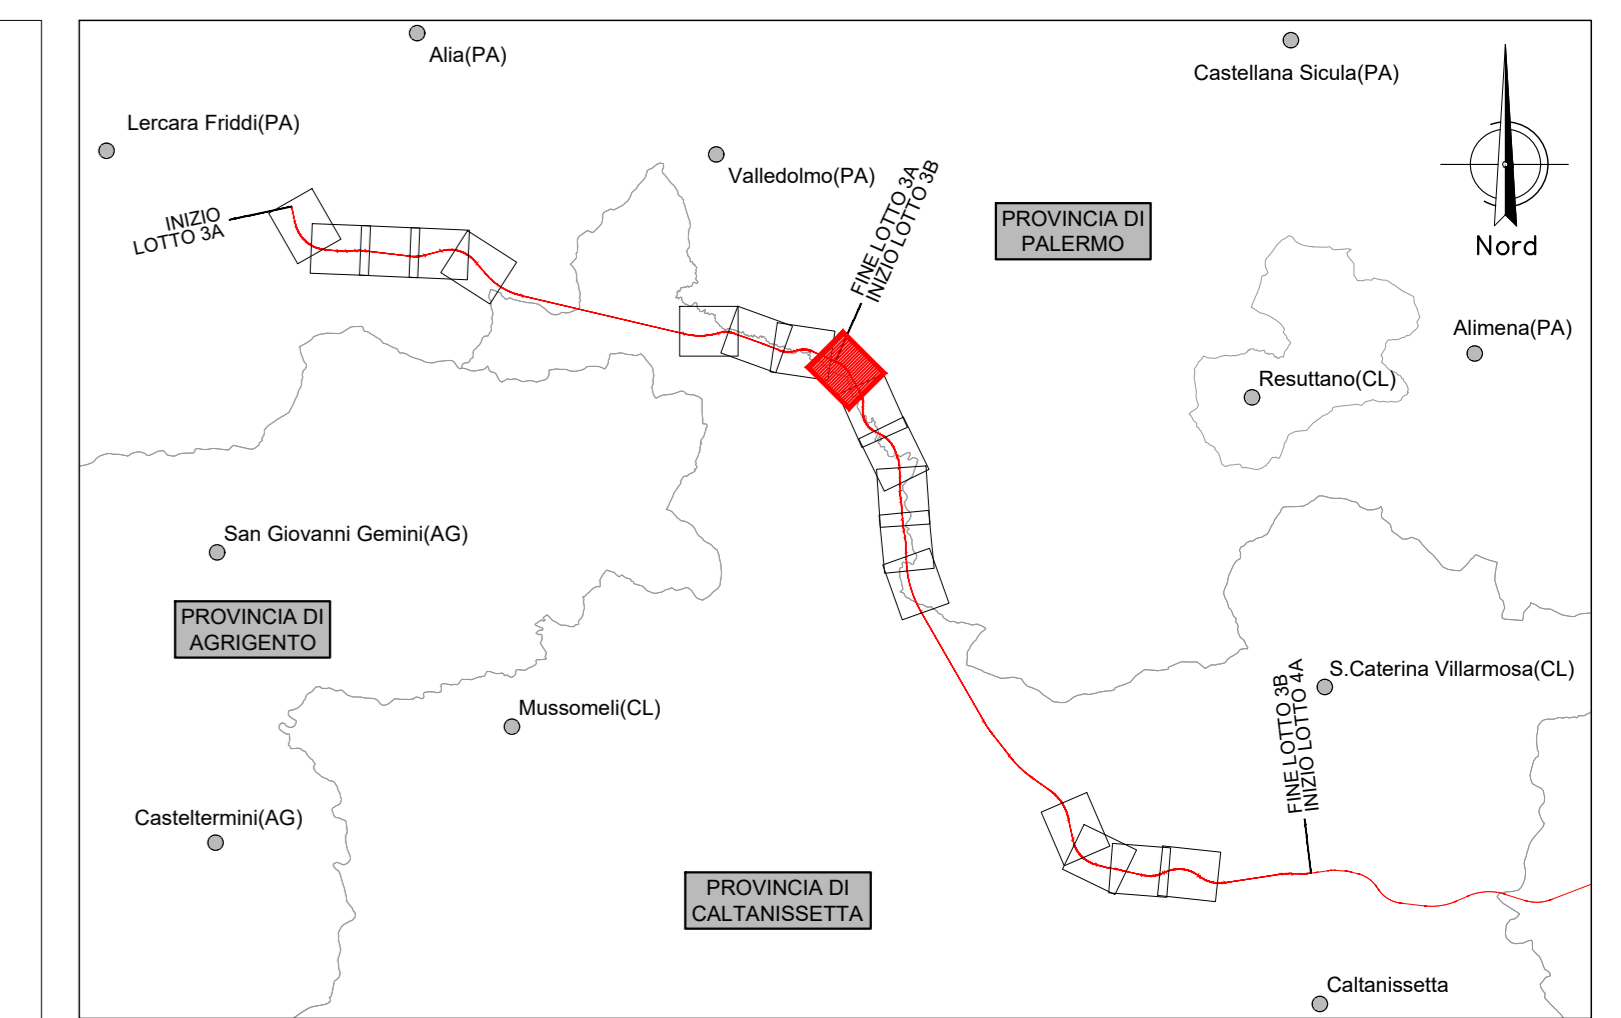 Alia(PA)
Castellana Sicula(PA)
Lercara Friddi(PA)
Valledolmo(PA)
INIZIO
LOTTO 3A
FINE LOTTO 3A
INIZIO LOTTO 3B
PROVINCIA DI
PALERMO
Nord
Alimena(PA)
Resuttano(CL)
San Giovanni Gemini(AG)
PROVINCIA DI
AGRIGENTO
Mussomeli(CL)
S.Caterina Villarmosa(CL)
FINE LOTTO 3B
INIZIO LOTTO 4A
Casteltermini(AG)
PROVINCIA DI
CALTANISSETTA
Caltanissetta